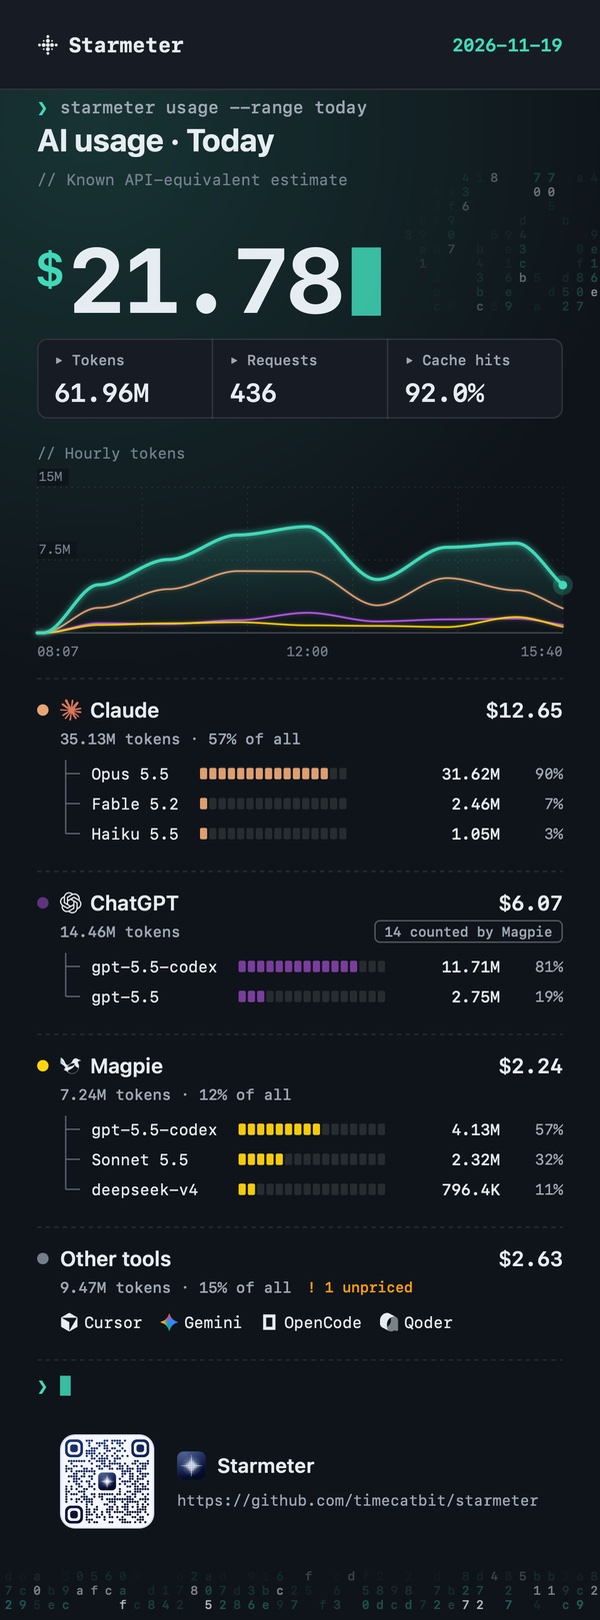 Starmeter
2026-11-19
❯ starmeter usage --range today
AI usage · Today
// Known API-equivalent estimate
$21.78
▸ Tokens ▸ Requests ▸ Cache hits
61.96M 436 92.0%
// Hourly tokens
15M
7.5M
08:07 12:00 15:40
Claude $12.65
35.13M tokens · 57% of all
Opus 5.5 31.62M 90%
Fable 5.2 2.46M 7%
Haiku 5.5 1.05M 3%
ChatGPT $6.07
14.46M tokens 14 counted by Magpie
gpt-5.5-codex 11.71M 81%
gpt-5.5 2.75M 19%
Magpie $2.24
7.24M tokens · 12% of all
gpt-5.5-codex 4.13M 57%
Sonnet 5.5 2.32M 32%
deepseek-v4 796.4K 11%
Other tools $2.63
9.47M tokens · 15% of all ! 1 unpriced
Cursor Gemini OpenCode Qoder
❯
Starmeter
https://github.com/timecatbit/starmeter